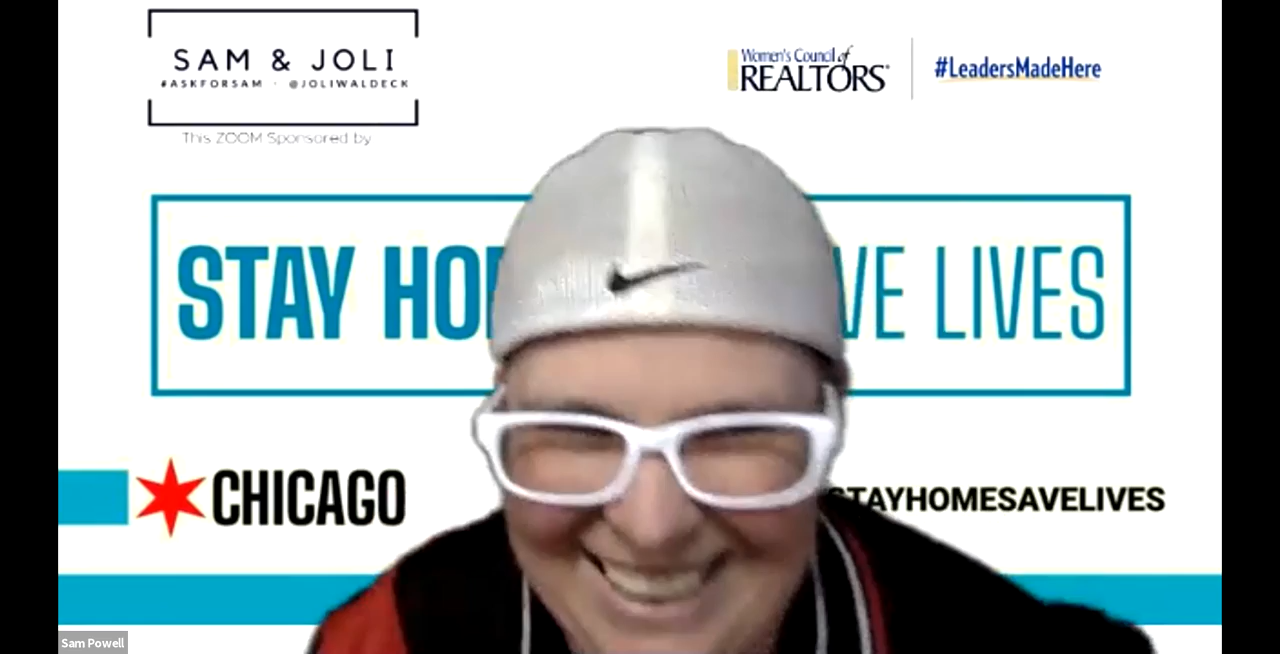 SAM & JOLI
#ASKFORSAM · @JOLIWALDECK
This ZOOM Sponsored by
Women's Council of
REALTORS®
#LeadersMadeHere
STAY HO VE LIVES
CHICAGO
STAYHOMESAVELIVES
Sam Powell